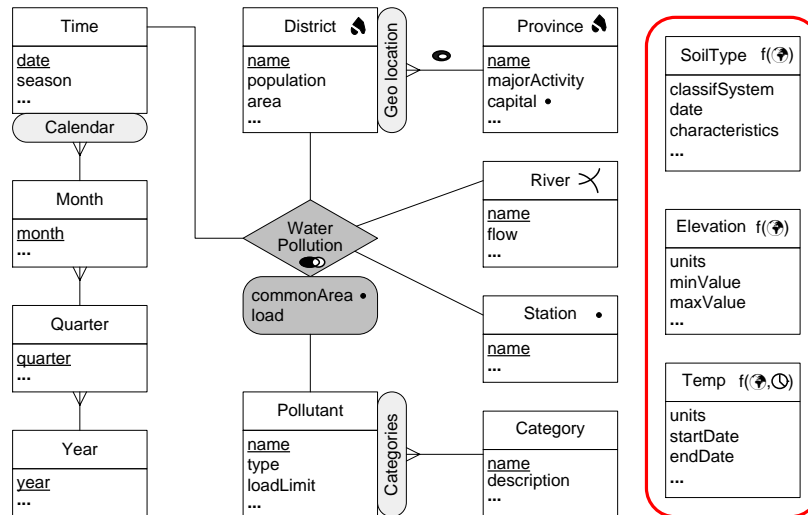 Time
date
season
...
Calendar
Month
month
...
Quarter
quarter
...
Year
year
...
District
name
population
area
...
Geo location
Province
name
majorActivity
capital
...
Water
Pollution
commonArea
load
River
name
flow
...
Station
name
...
Pollutant
name
type
loadLimit
...
Categories
Category
name
description
...
SoilType f( )
classifSystem
date
characteristics
...
Elevation f( )
units
minValue
maxValue
...
Temp f( , )
units
startDate
endDate
...